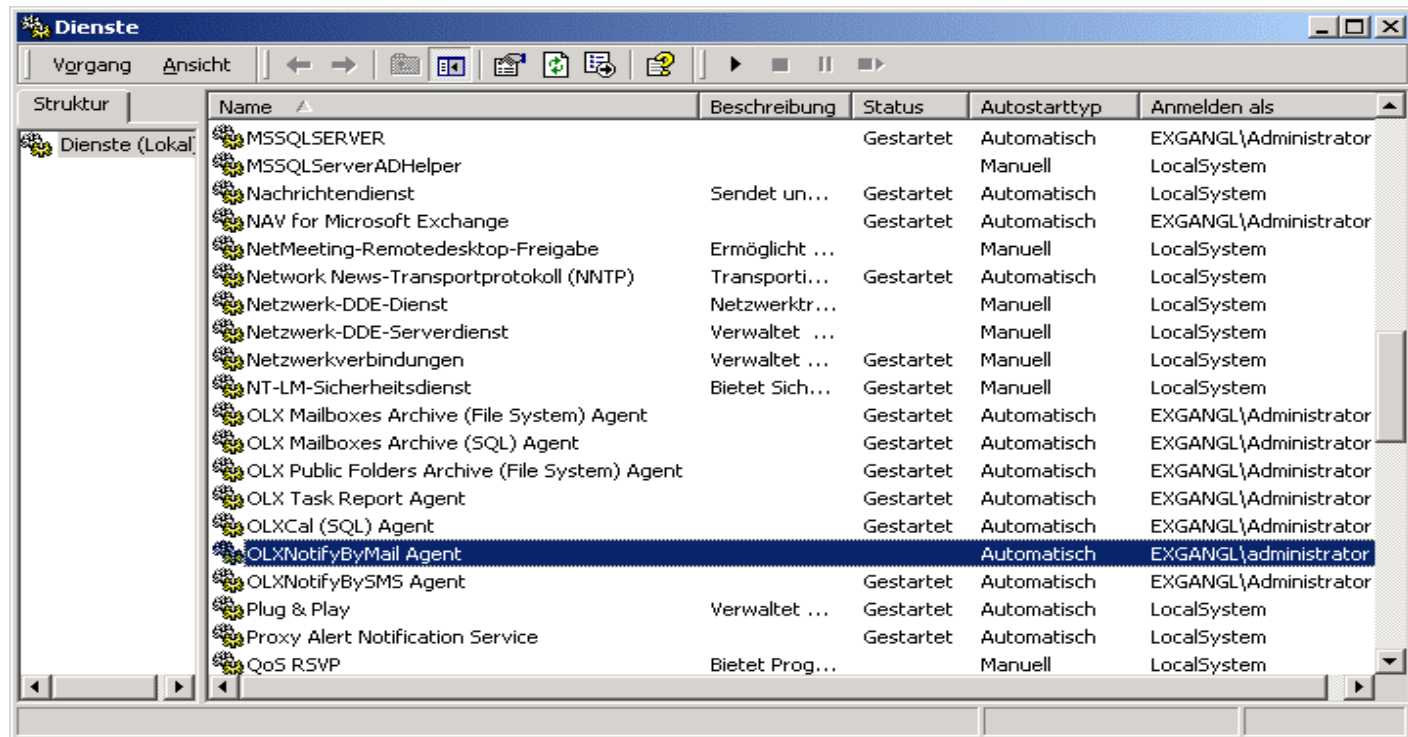 Dienste
Vorgang Ansicht
Struktur
Name Beschreibung Status Autostarttyp Anmelden als
Dienste (Lokal)
MSSQLSERVER Gestartet Automatisch EXGANGL\Administrator
MSSQLServerADHelper Manuell LocalSystem
Nachrichtendienst Sendet un... Gestartet Automatisch LocalSystem
NAV for Microsoft Exchange Gestartet Automatisch EXGANGL\Administrator
NetMeeting-Remotedesktop-Freigabe Ermöglicht ... Manuell LocalSystem
Network News-Transportprotokoll (NNTP) Transporti... Gestartet Automatisch LocalSystem
Netzwerk-DDE-Dienst Netzwerktr... Manuell LocalSystem
Netzwerk-DDE-Serverdienst Verwaltet ... Manuell LocalSystem
Netzwerkverbindungen Verwaltet ... Gestartet Manuell LocalSystem
NT-LM-Sicherheitsdienst Bietet Sich... Gestartet Manuell LocalSystem
OLX Mailboxes Archive (File System) Agent Gestartet Automatisch EXGANGL\Administrator
OLX Mailboxes Archive (SQL) Agent Gestartet Automatisch EXGANGL\Administrator
OLX Public Folders Archive (File System) Agent Gestartet Automatisch EXGANGL\Administrator
OLX Task Report Agent Gestartet Automatisch EXGANGL\Administrator
OLXCal (SQL) Agent Gestartet Automatisch EXGANGL\Administrator
OLXNotifyByMail Agent Automatisch EXGANGL\administrator
OLXNotifyBySMS Agent Gestartet Automatisch EXGANGL\Administrator
Plug & Play Verwaltet ... Gestartet Automatisch LocalSystem
Proxy Alert Notification Service Gestartet Automatisch LocalSystem
QoS RSVP Bietet Prog... Manuell LocalSystem